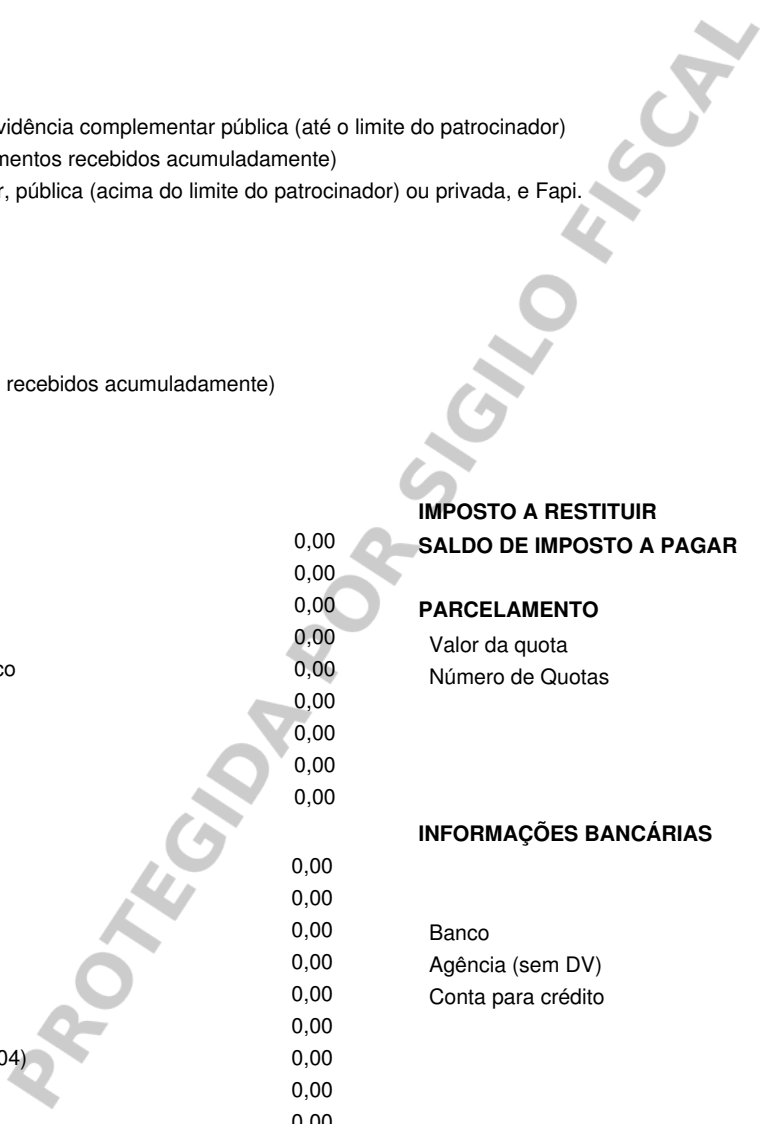 vidência complementar pública (até o limite do patrocinador)
mentos recebidos acumuladamente)
r, pública (acima do limite do patrocinador) ou privada, e Fapi.
recebidos acumuladamente)
IMPOSTO A RESTITUIR
0,00 SALDO DE IMPOSTO A PAGAR
0,00
0,00 PARCELAMENTO
0,00 Valor da quota
co 0,00 Número de Quotas
0,00
0,00
0,00
0,00
INFORMAÇÕES BANCÁRIAS
0,00
0,00
0,00 Banco
0,00 Agência (sem DV)
0,00 Conta para crédito
0,00
04) 0,00
0,00
0,00
PROTEGIDA POR SIGILO FISCAL